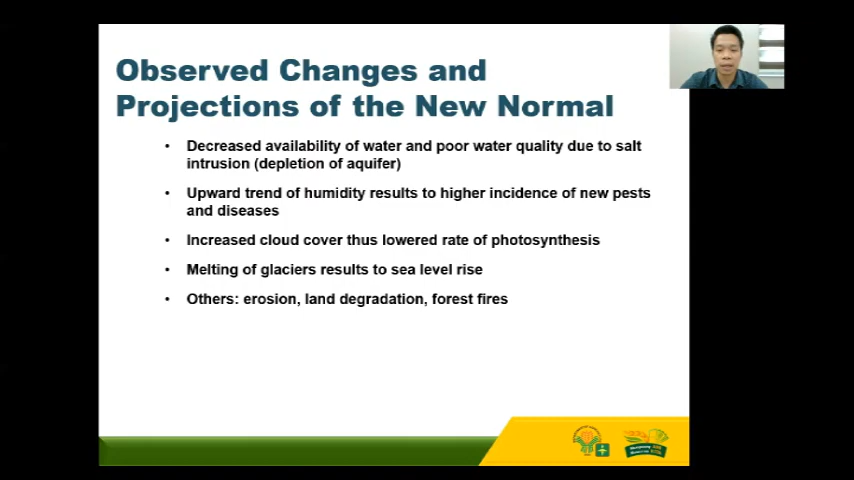 Observed Changes and
Projections of the New Normal
• Decreased availability of water and poor water quality due to salt
intrusion (depletion of aquifer)
• Upward trend of humidity results to higher incidence of new pests
and diseases
• Increased cloud cover thus lowered rate of photosynthesis
• Melting of glaciers results to sea level rise
• Others: erosion, land degradation, forest fires